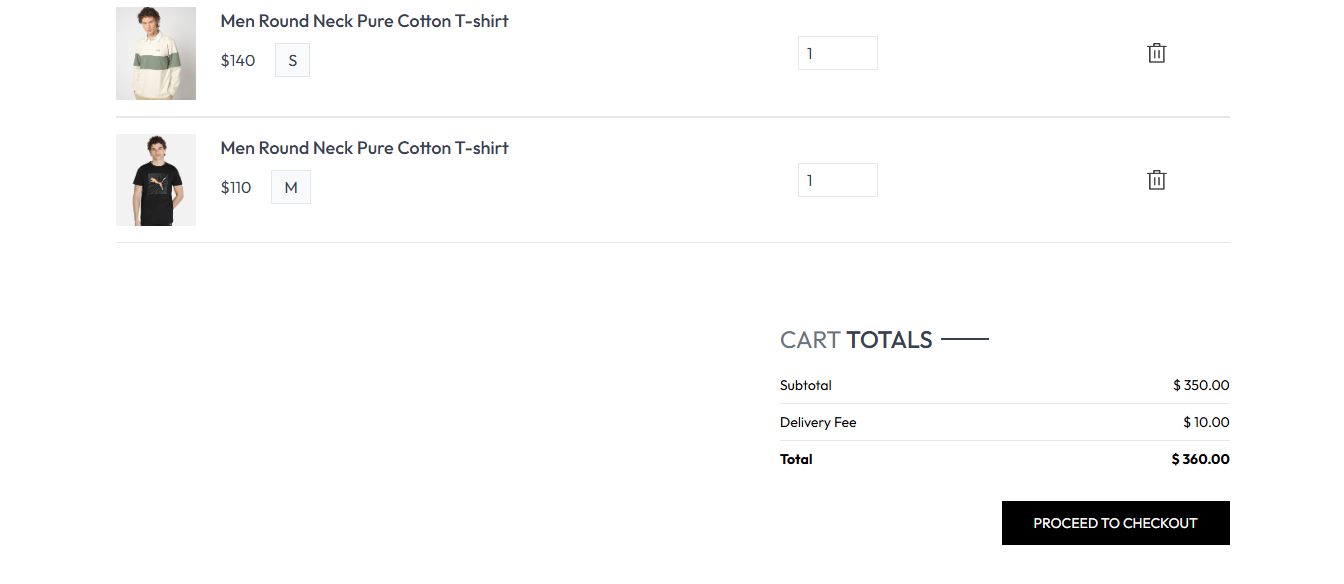 Men Round Neck Pure Cotton T-shirt
$140 S 1
Men Round Neck Pure Cotton T-shirt
$110 M 1
CART TOTALS
Subtotal $ 350.00
Delivery Fee $ 10.00
Total $ 360.00
PROCEED TO CHECKOUT